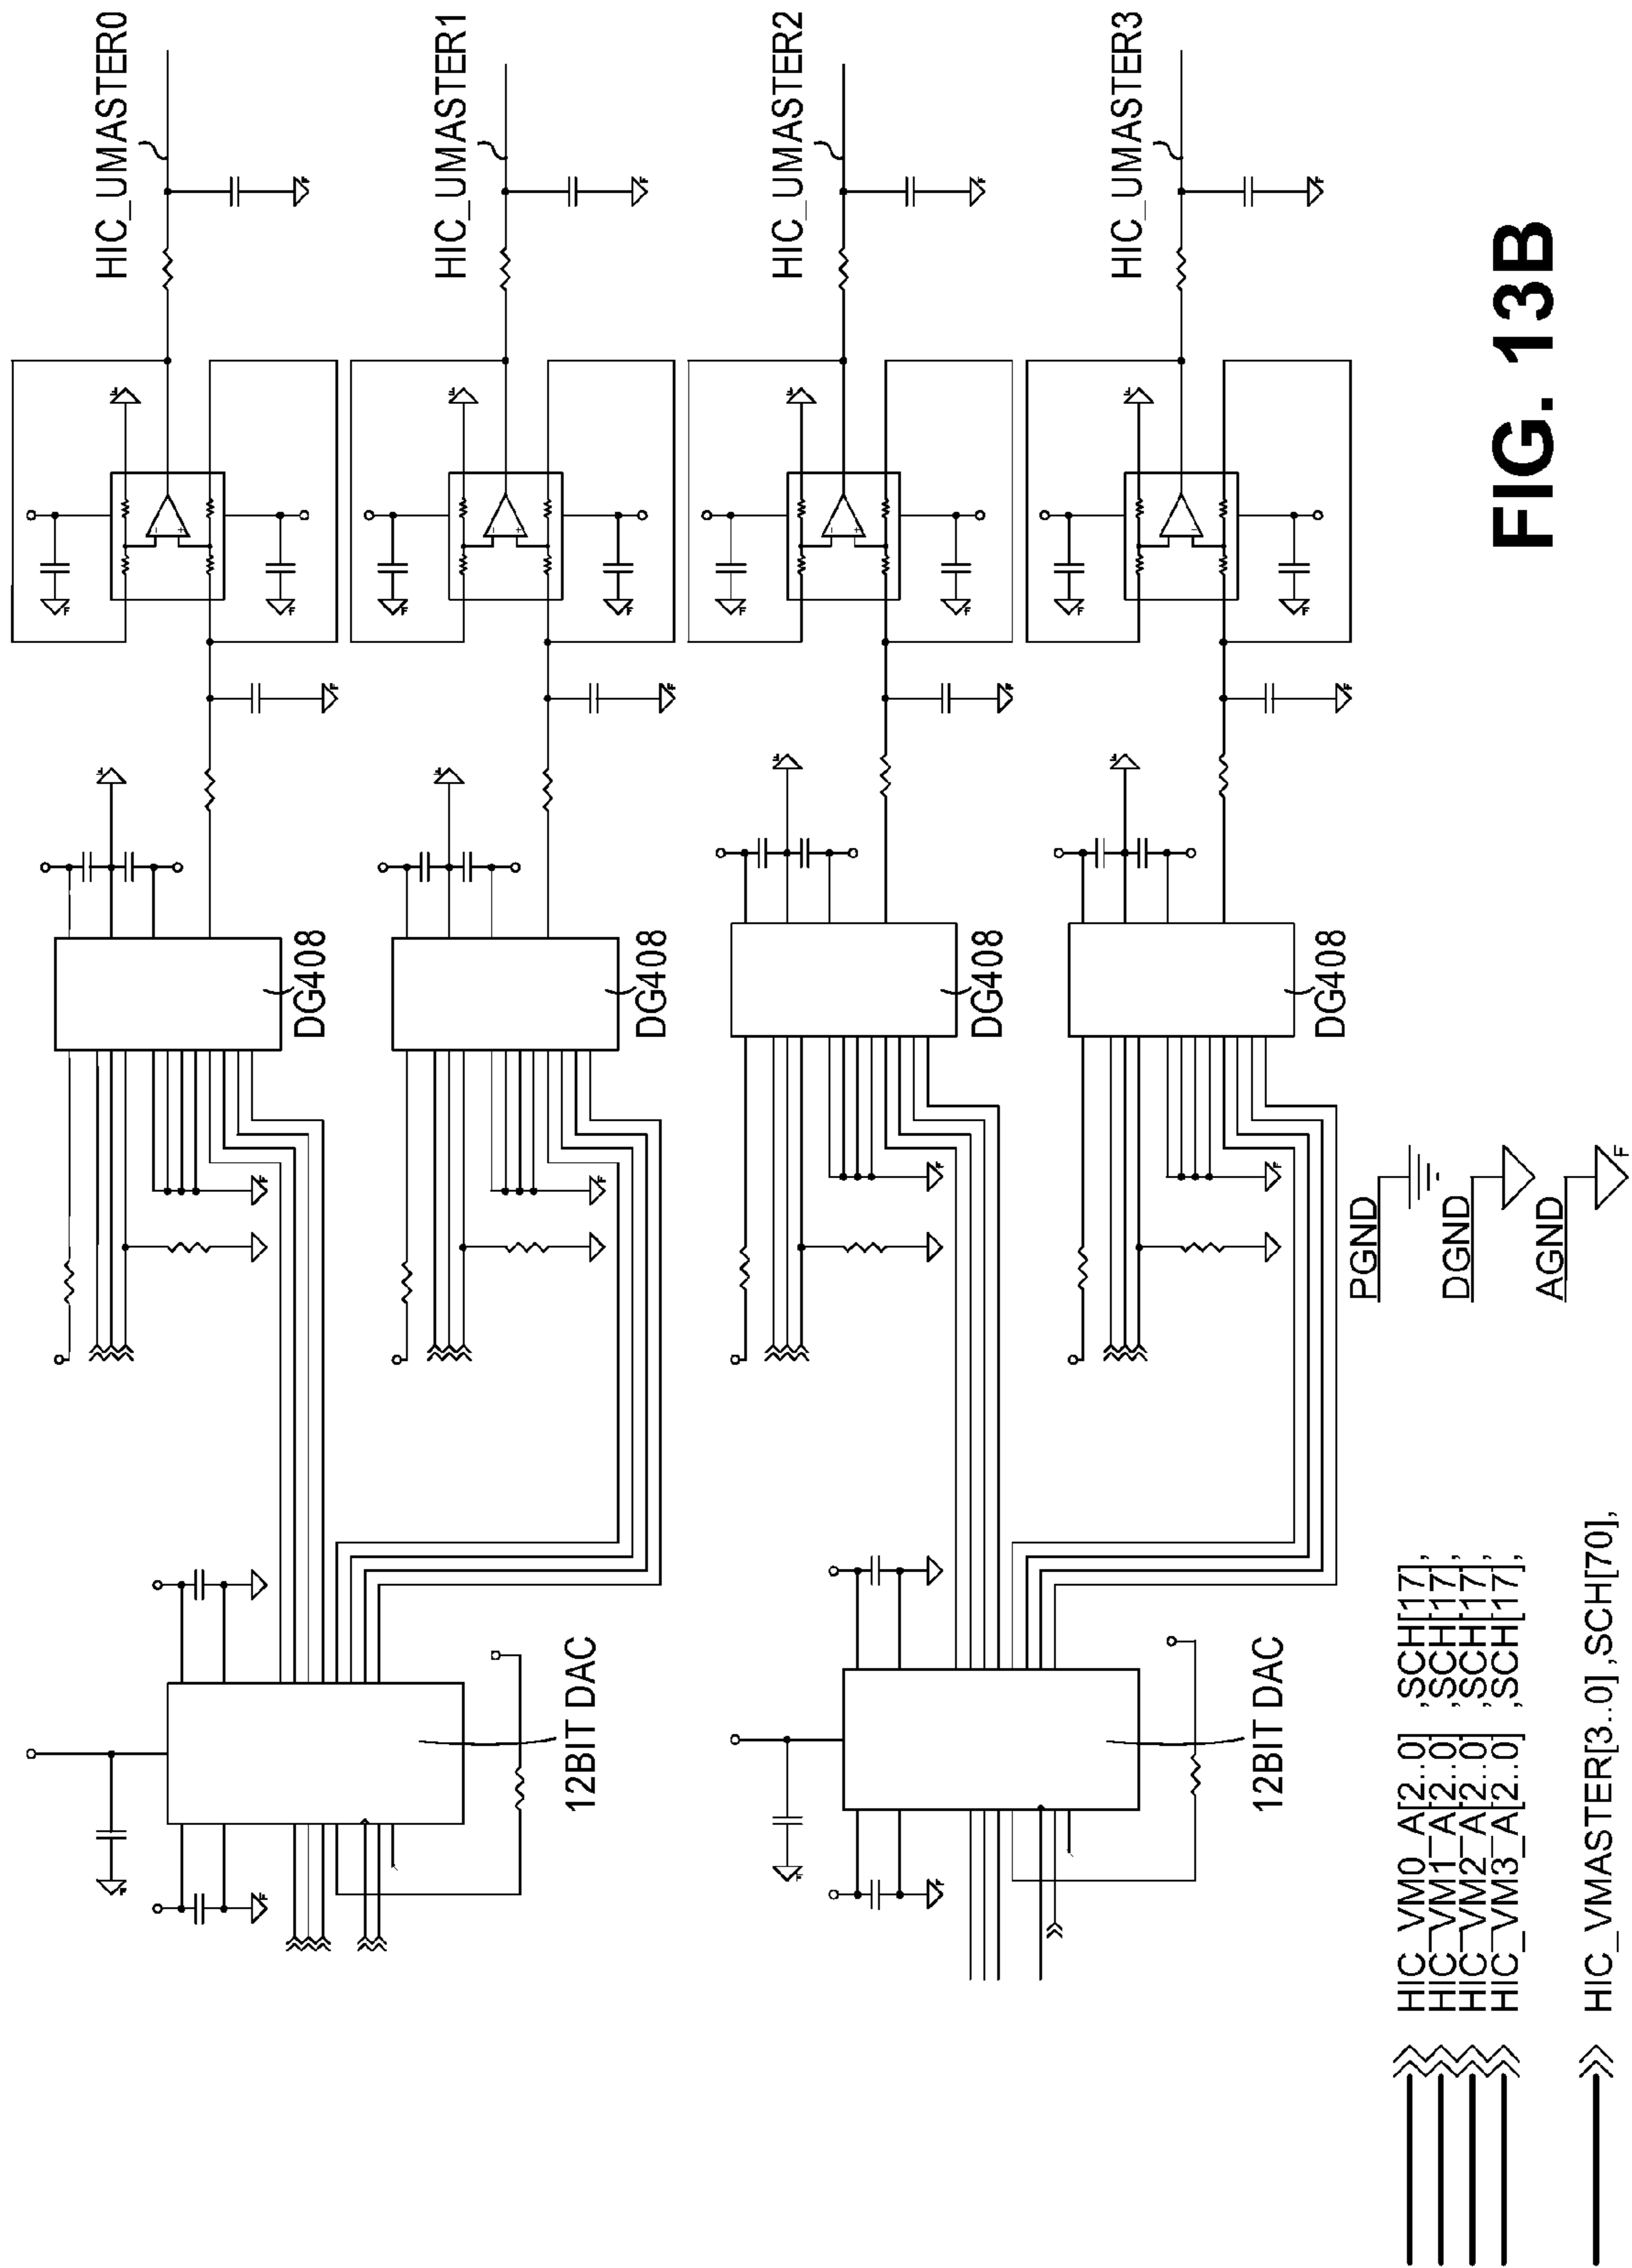 HIC_UMASTER0
HIC_UMASTER1
HIC_UMASTER2
HIC_UMASTER3
DG408
DG408
DG408
DG408
12BIT DAC
12BIT DAC
PGND
DGND
AGND
F
HIC_VM0_A[2..0] ,SCH[17],
HIC_VM1_A[2..0] ,SCH[17],
HIC_VM2_A[2..0] ,SCH[17],
HIC_VM3_A[2..0] ,SCH[17],
HIC_VMASTER[3..0] ,SCH[70],
FIG. 13B